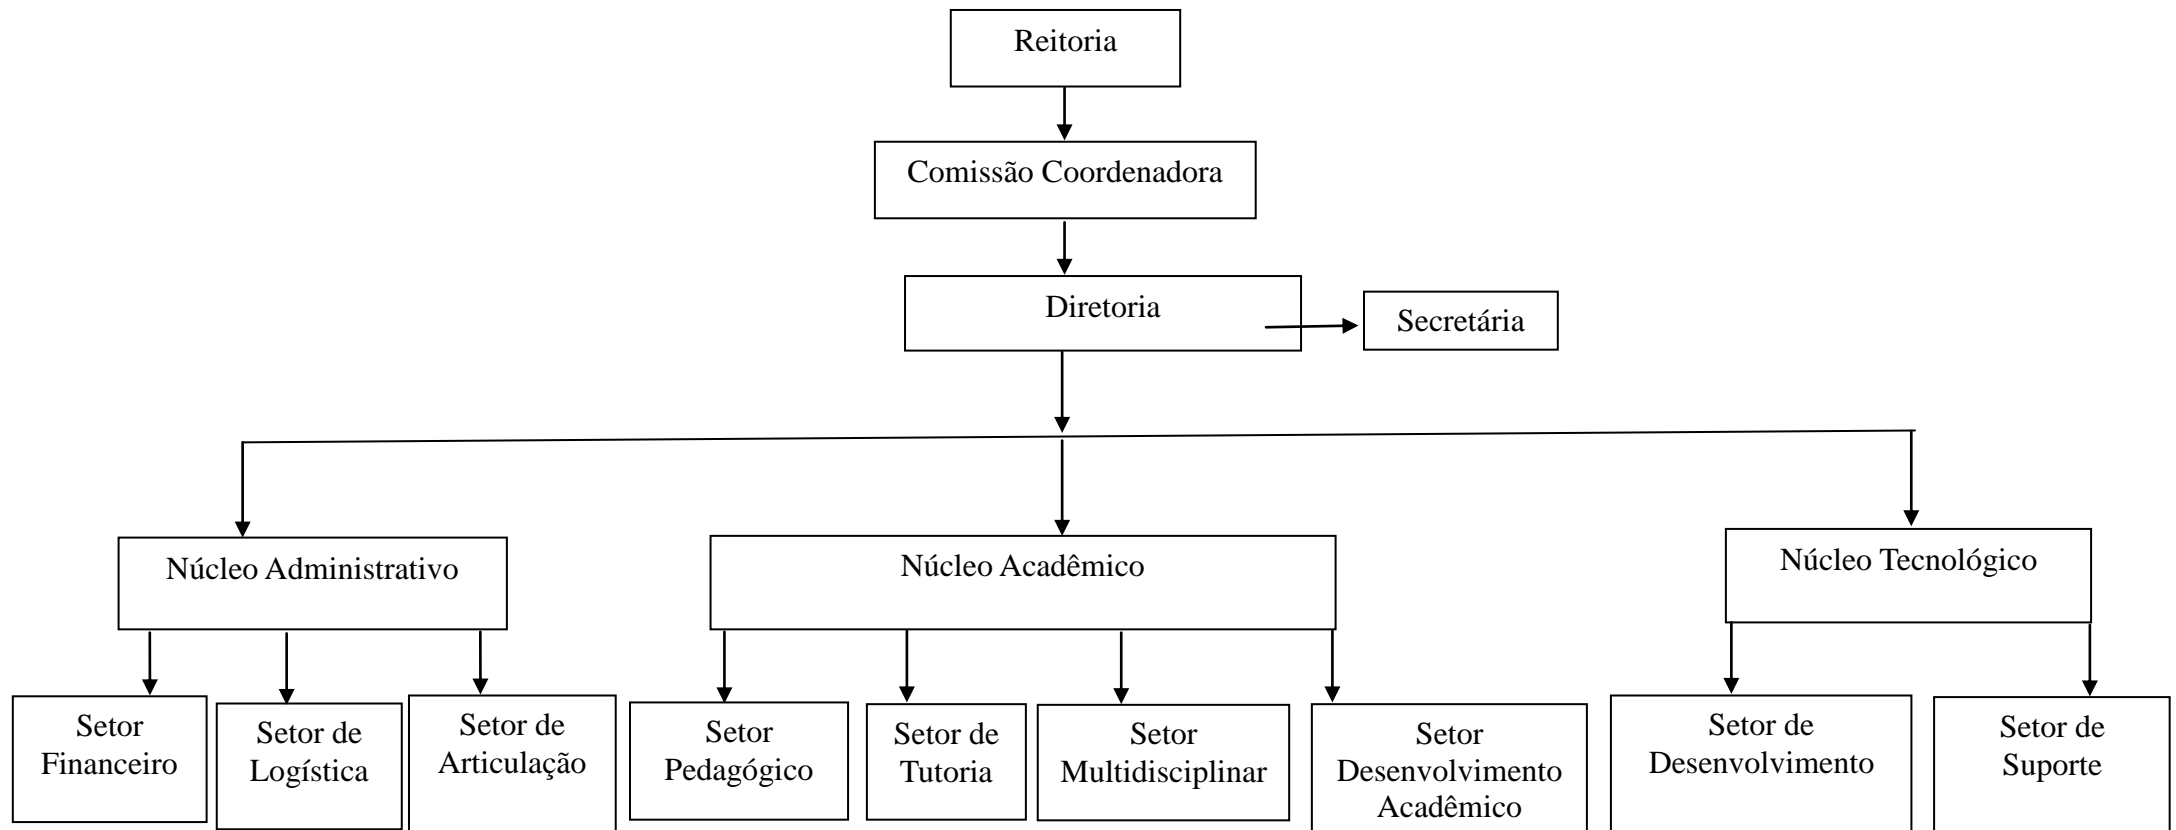 Reitoria
Comissão Coordenadora
Diretoria
Secretária
Núcleo Administrativo
Núcleo Acadêmico
Núcleo Tecnológico
Setor
Financeiro
Setor de
Logística
Setor de
Articulação
Setor
Pedagógico
Setor de
Tutoria
Setor
Multidisciplinar
Setor
Desenvolvimento
Acadêmico
Setor de
Desenvolvimento
Setor de
Suporte